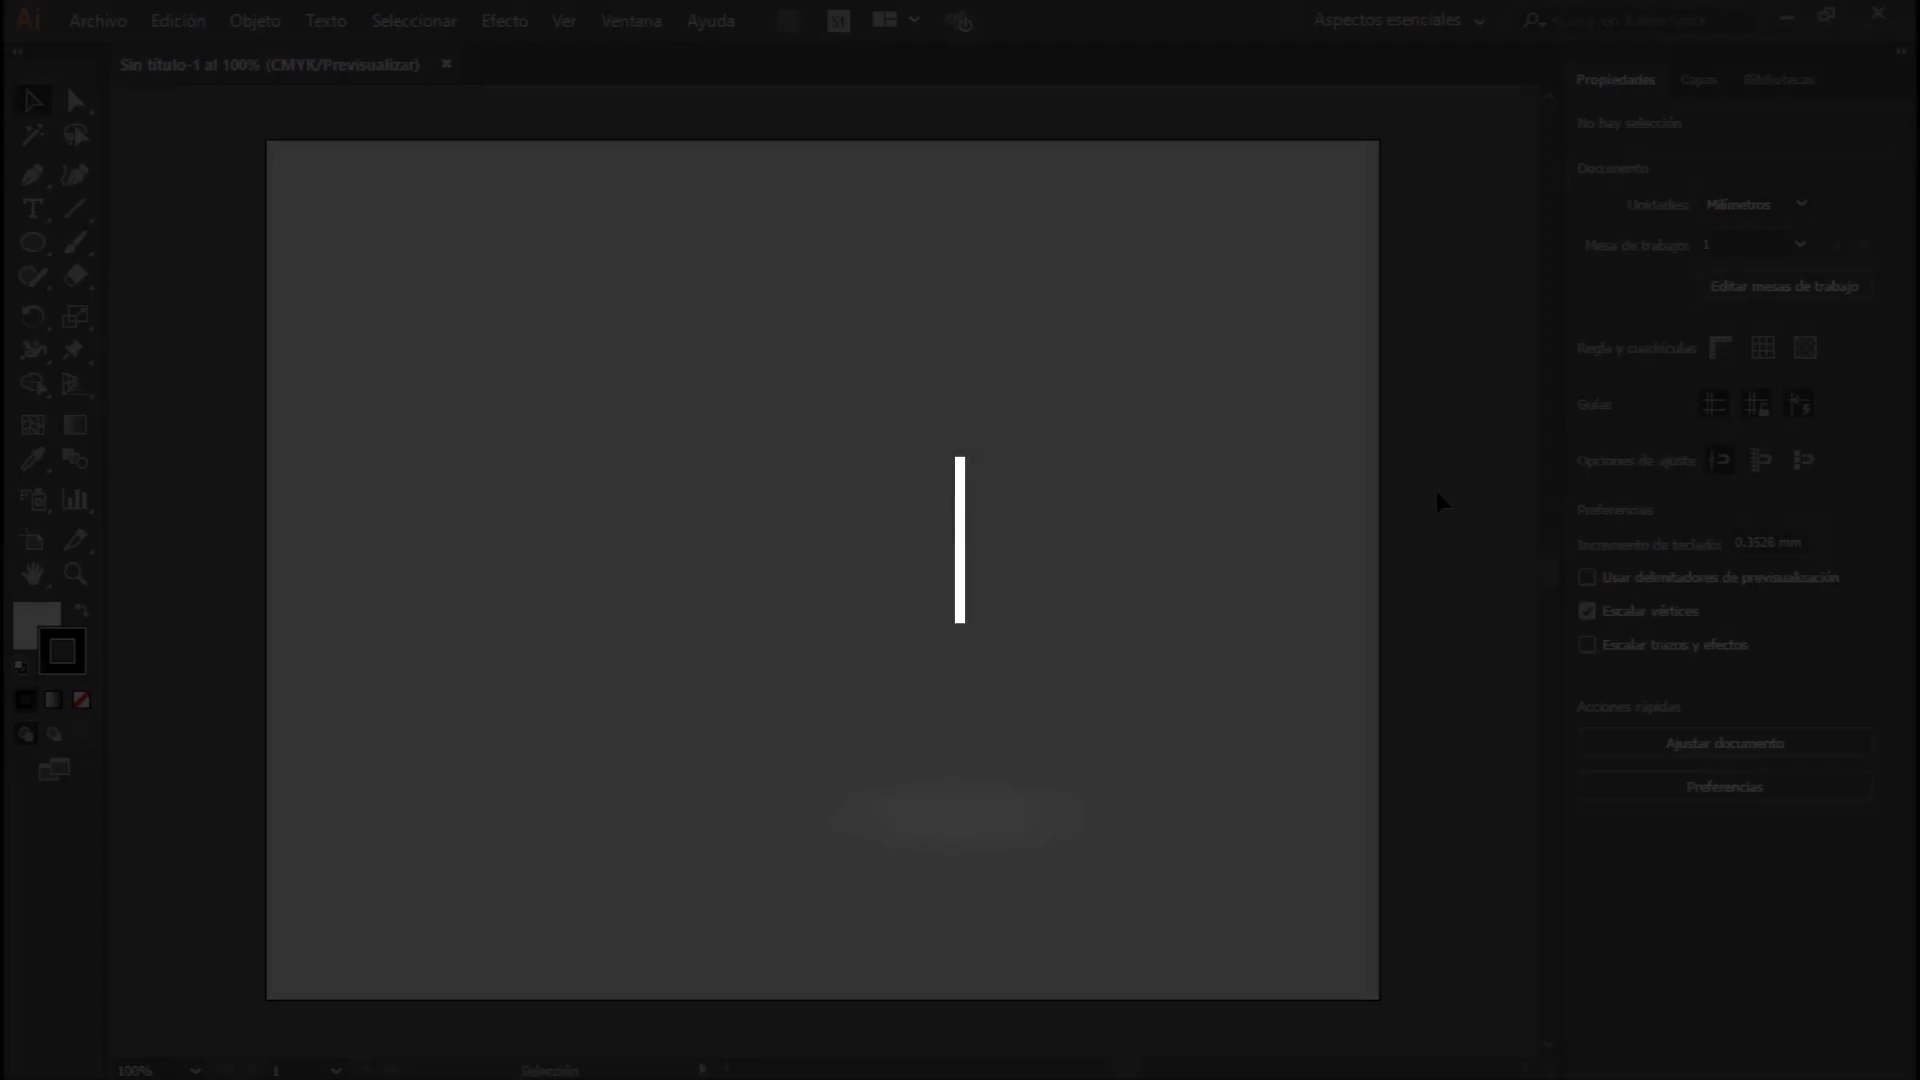 Ai Archivo Edición Objeto Texto Seleccionar Efecto Ver Ventana Ayuda St Aspectos esenciales
Sin título-1 al 100% (CMYK/Previsualizar)
Propiedades Capas Bibliotecas
No hay selección
Documento
Unidades: Milímetros
Mesa de trabajo: 1
Editar mesas de trabajo
Regla y cuadrículas
Guías
Opciones de ajuste
Preferencias
Incremento de teclado: 0.3528 mm
Usar delimitadores de previsualización
Escalar vértices
Escalar trazos y efectos
Acciones rápidas
Ajustar documento
Preferencias
100% 1 Selección